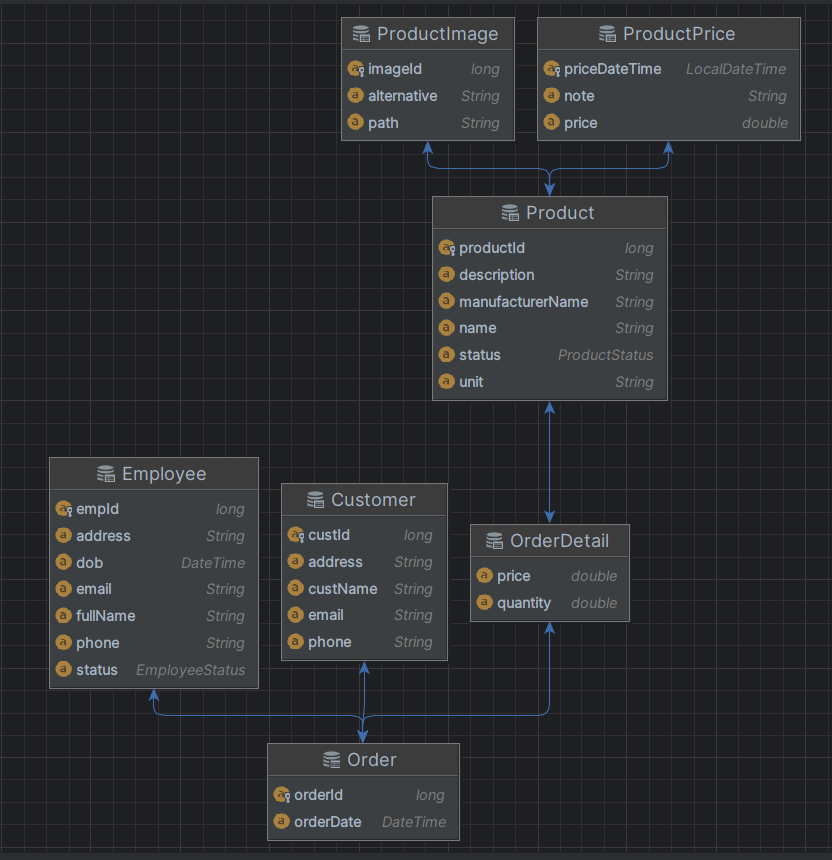 ProductImage
imageId long
alternative String
path String
ProductPrice
priceDateTime LocalDateTime
note String
price double
Product
productId long
description String
manufacturerName String
name String
status ProductStatus
unit String
Employee
empId long
address String
dob DateTime
email String
fullName String
phone String
status EmployeeStatus
Customer
custId long
address String
custName String
email String
phone String
OrderDetail
price double
quantity double
Order
orderId long
orderDate DateTime